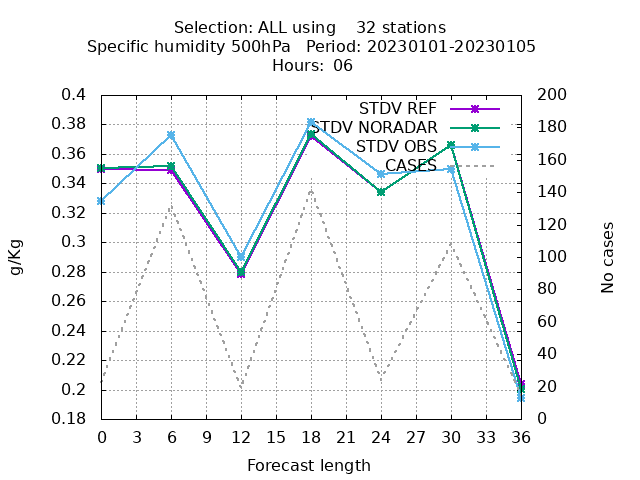 Selection: ALL using    32 stations
Specific humidity 500hPa   Period: 20230101-20230105
Hours:  06
STDV REF
STDV NORADAR
STDV OBS
CASES
0.4
0.38
0.36
0.34
0.32
0.3
0.28
0.26
0.24
0.22
0.2
0.18
200
180
160
140
120
100
80
60
40
20
0
g/Kg
No cases
0 3 6 9 12 15 18 21 24 27 30 33 36
Forecast length